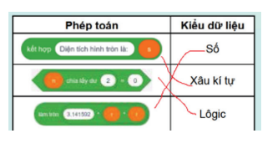 Phép toán Kiểu dữ liệu
kết hợp Diện tích hình tròn là: s Số
n chia lấy dư 2 = 0 Xâu kí tự
làm tròn 3.141592 * r * r Lôgic